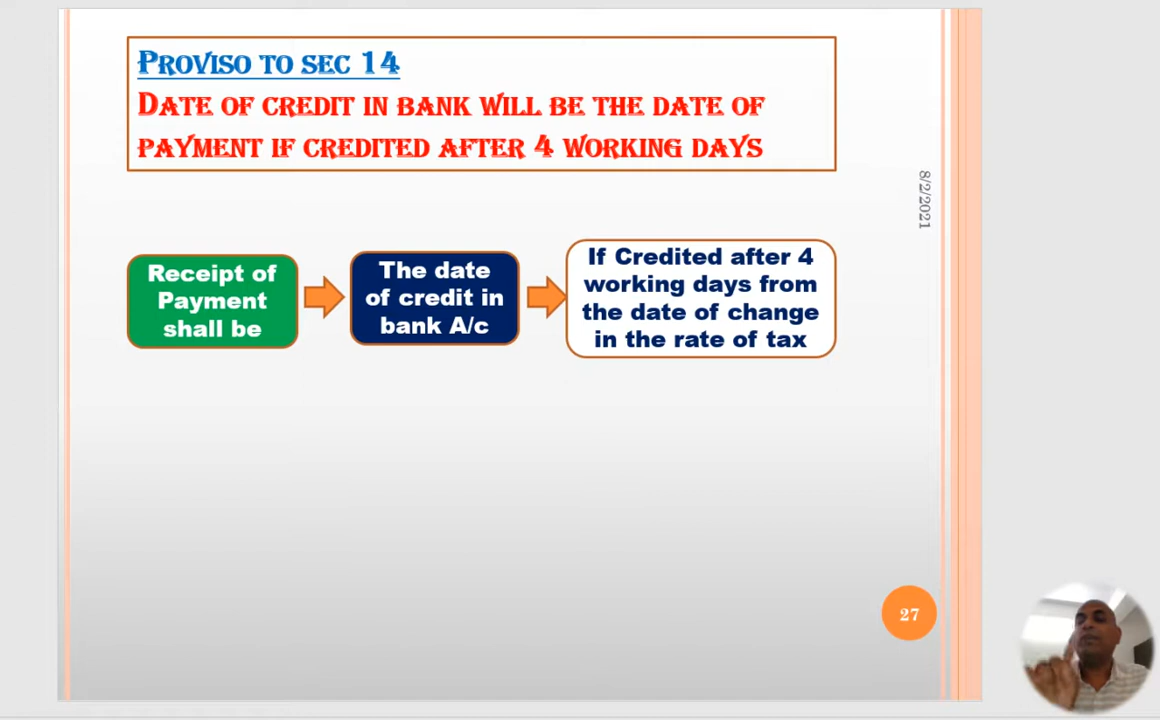 PROVISO TO SEC 14
DATE OF CREDIT IN BANK WILL BE THE DATE OF
PAYMENT IF CREDITED AFTER 4 WORKING DAYS
8/2/2021
Receipt of
Payment
shall be
The date
of credit in
bank A/c
If Credited after 4
working days from
the date of change
in the rate of tax
27